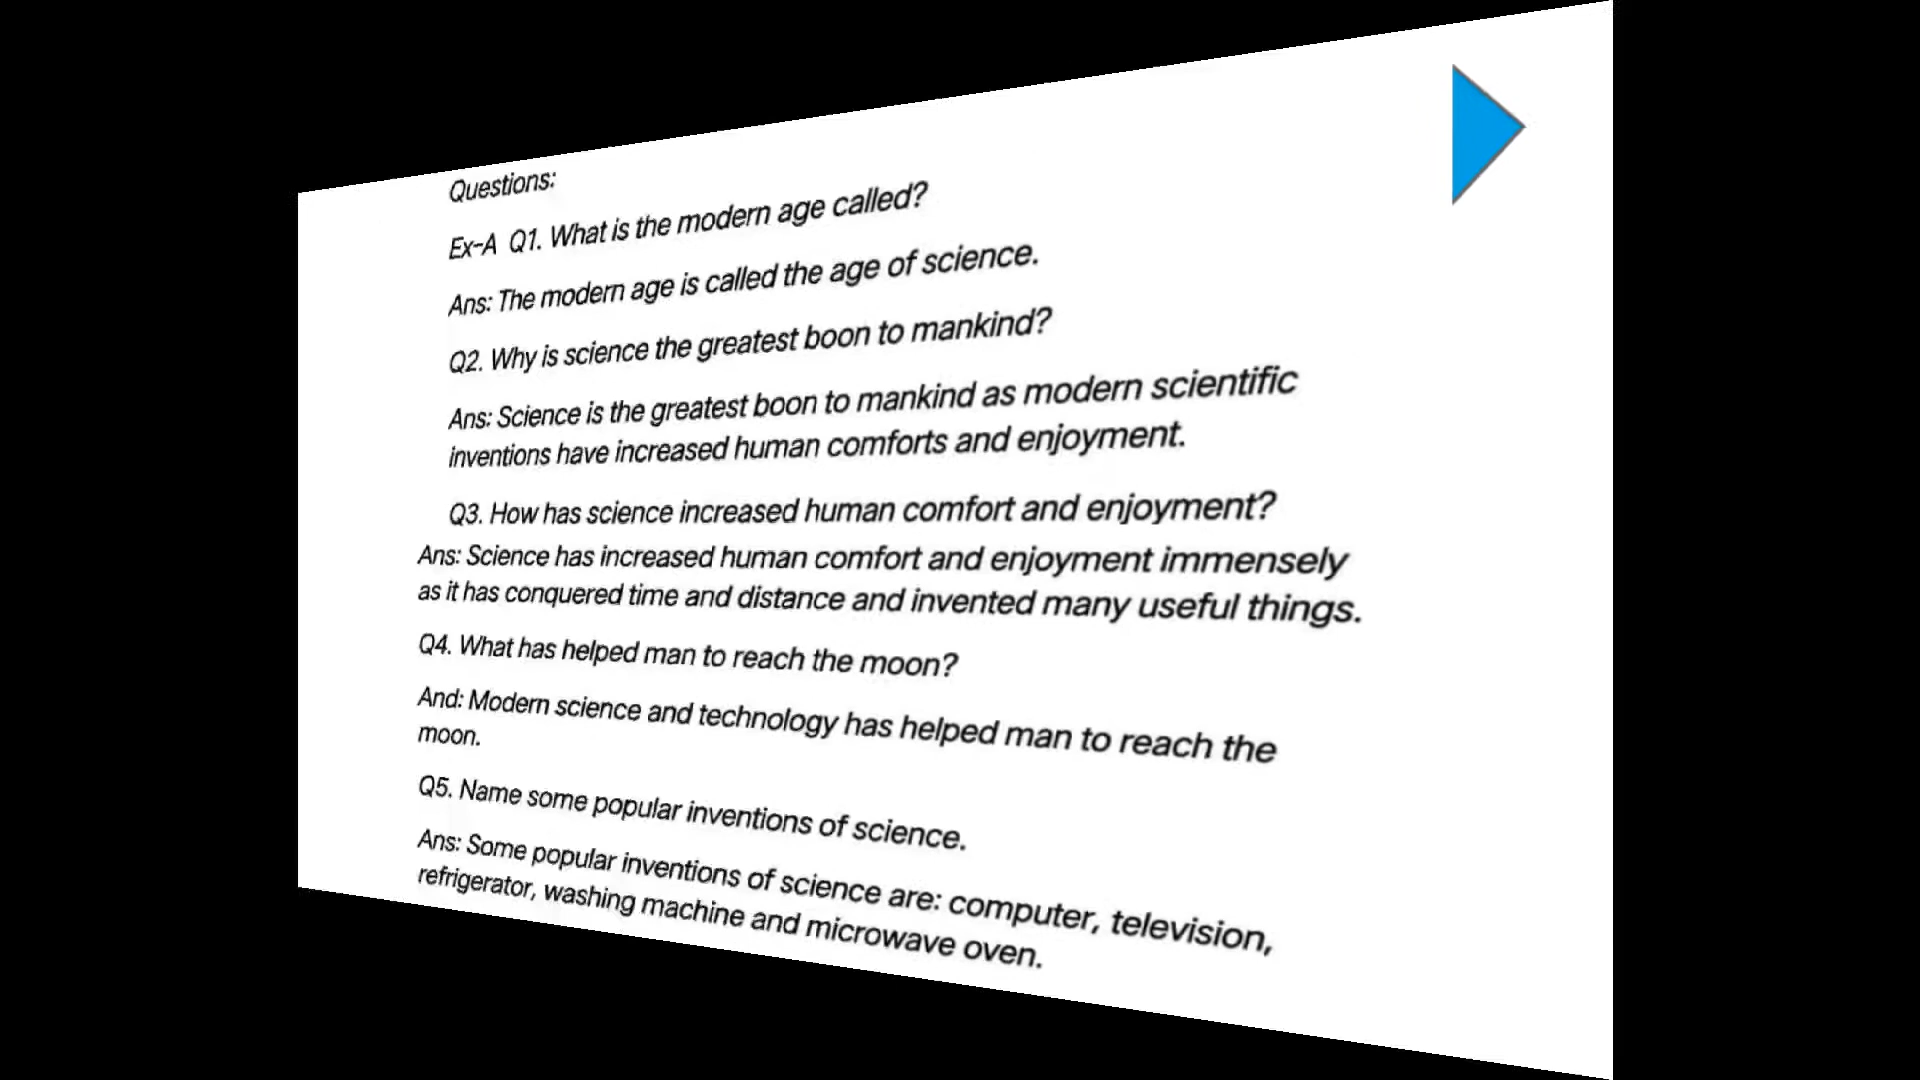 Questions:
Ex-A Q1. What is the modern age called?
Ans: The modern age is called the age of science.
Q2. Why is science the greatest boon to mankind?
Ans: Science is the greatest boon to mankind as modern scientific
inventions have increased human comforts and enjoyment.
Q3. How has science increased human comfort and enjoyment?
Ans: Science has increased human comfort and enjoyment immensely
as it has conquered time and distance and invented many useful things.
Q4. What has helped man to reach the moon?
And: Modern science and technology has helped man to reach the
moon.
Q5. Name some popular inventions of science.
Ans: Some popular inventions of science are: computer, television,
refrigerator, washing machine and microwave oven.